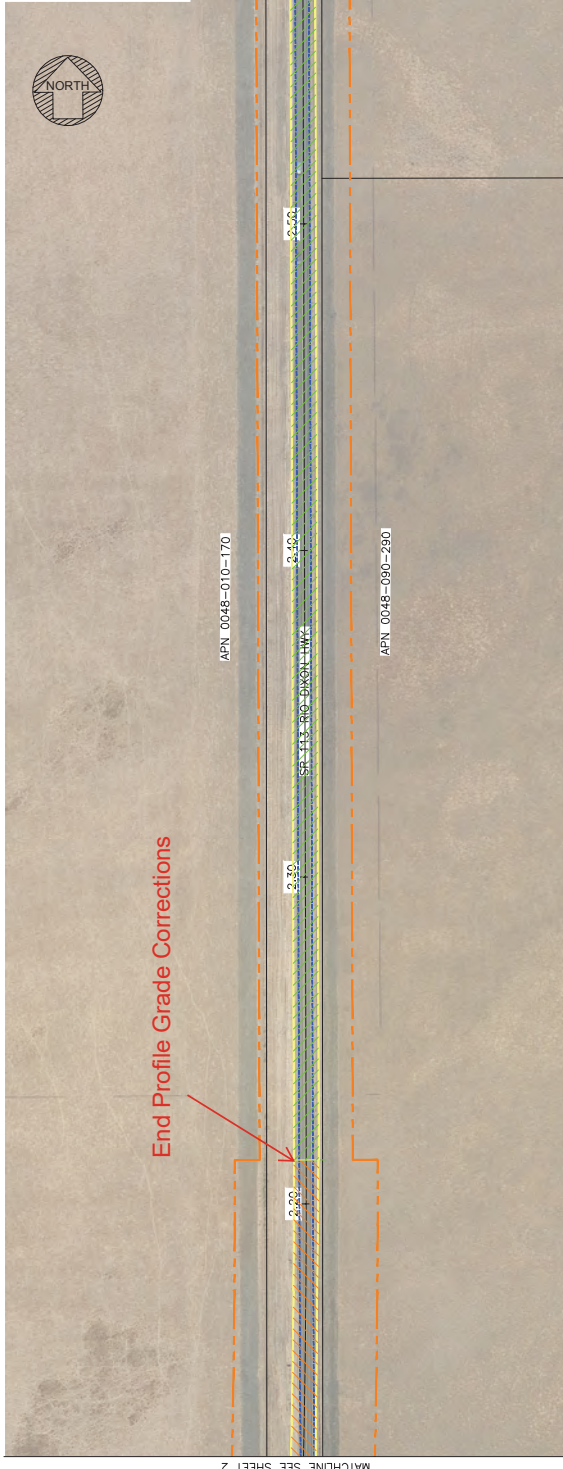 NORTH
2.50
2.40
APN 0048-010-170
APN 0048-090-290
SR 113 RIO DIXON HWY
2.30
End Profile Grade Corrections
2.20
MATCHLINE SEE SHEET 2